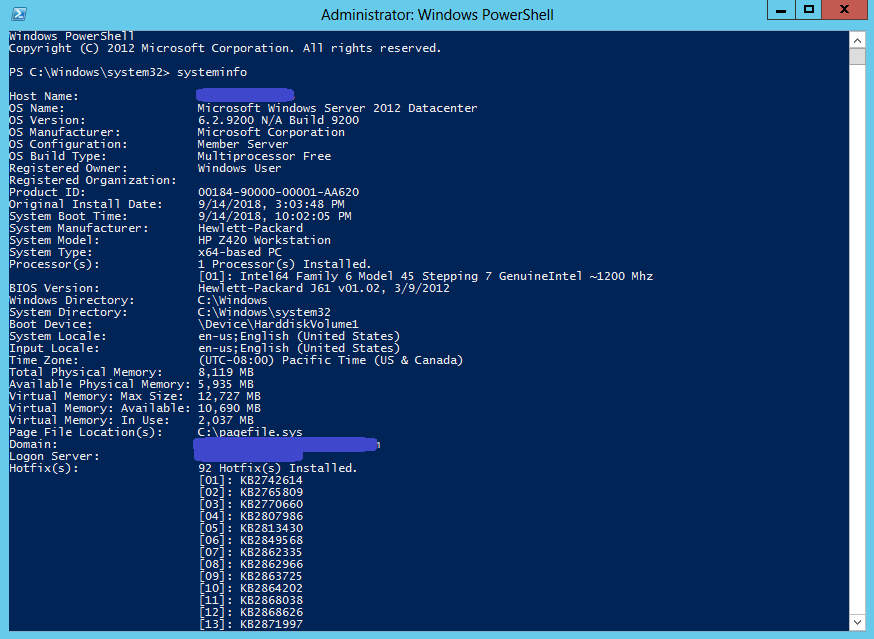 Administrator: Windows PowerShell
Windows PowerShell
Copyright (C) 2012 Microsoft Corporation. All rights reserved.
PS C:\Windows\system32> systeminfo
Host Name:
OS Name: Microsoft Windows Server 2012 Datacenter
OS Version: 6.2.9200 N/A Build 9200
OS Manufacturer: Microsoft Corporation
OS Configuration: Member Server
OS Build Type: Multiprocessor Free
Registered Owner: Windows User
Registered Organization:
Product ID: 00184-90000-00001-AA620
Original Install Date: 9/14/2018, 3:03:48 PM
System Boot Time: 9/14/2018, 10:02:05 PM
System Manufacturer: Hewlett-Packard
System Model: HP Z420 Workstation
System Type: x64-based PC
Processor(s): 1 Processor(s) Installed.
[01]: Intel64 Family 6 Model 45 Stepping 7 GenuineIntel ~1200 Mhz
BIOS Version: Hewlett-Packard J61 v01.02, 3/9/2012
Windows Directory: C:\Windows
System Directory: C:\Windows\system32
Boot Device: \Device\HarddiskVolume1
System Locale: en-us;English (United States)
Input Locale: en-us;English (United States)
Time Zone: (UTC-08:00) Pacific Time (US & Canada)
Total Physical Memory: 8,119 MB
Available Physical Memory: 5,935 MB
Virtual Memory: Max Size: 12,727 MB
Virtual Memory: Available: 10,690 MB
Virtual Memory: In Use: 2,037 MB
Page File Location(s): C:\pagefile.sys
Domain:
Logon Server:
Hotfix(s): 92 Hotfix(s) Installed.
[01]: KB2742614
[02]: KB2765809
[03]: KB2770660
[04]: KB2807986
[05]: KB2813430
[06]: KB2849568
[07]: KB2862335
[08]: KB2862966
[09]: KB2863725
[10]: KB2864202
[11]: KB2868038
[12]: KB2868626
[13]: KB2871997